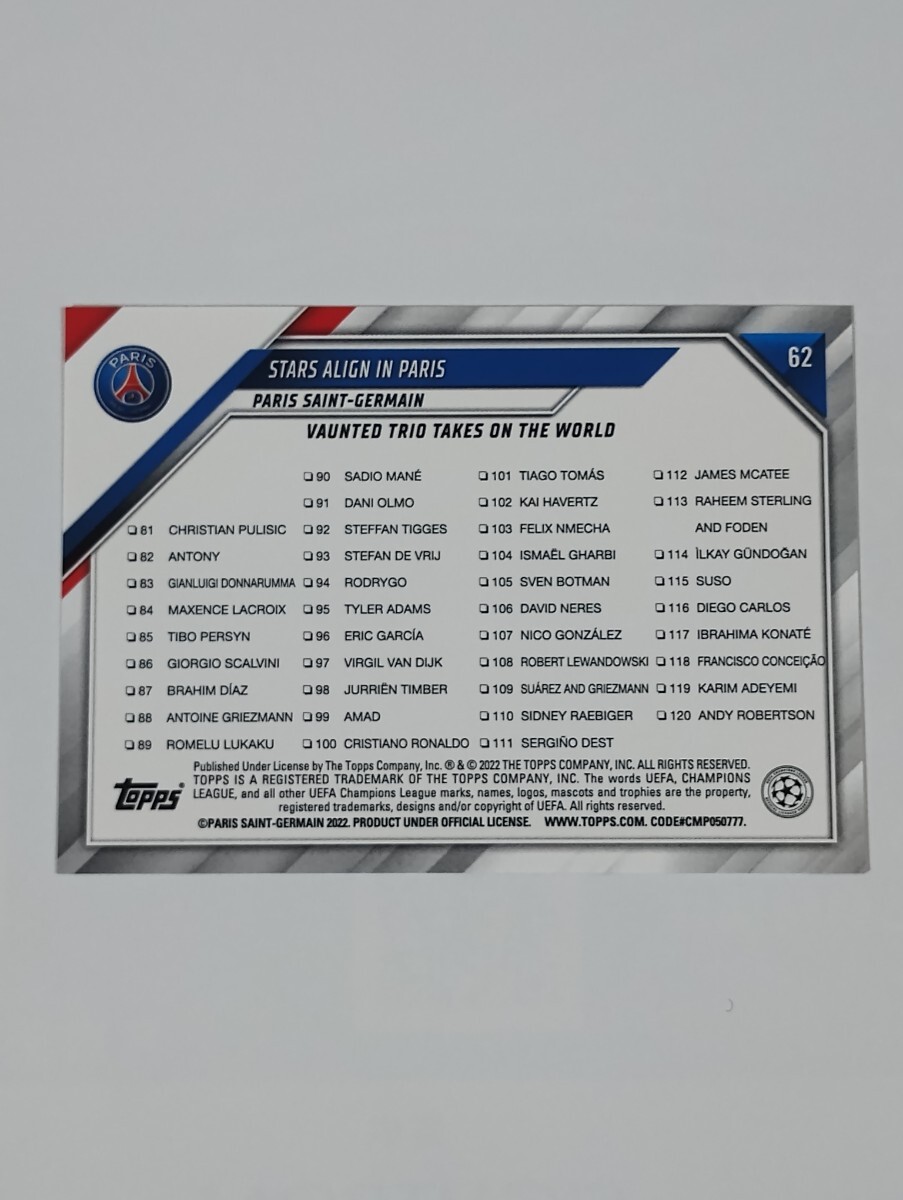 PARIS
STARS ALIGN IN PARIS
62
PARIS SAINT-GERMAIN
VAUNTED TRIO TAKES ON THE WORLD
❏ 81 CHRISTIAN PULISIC
❏ 82 ANTONY
❏ 83 GIANLUIGI DONNARUMMA
❏ 84 MAXENCE LACROIX
❏ 85 TIBO PERSYN
❏ 86 GIORGIO SCALVINI
❏ 87 BRAHIM DÍAZ
❏ 88 ANTOINE GRIEZMANN
❏ 89 ROMELU LUKAKU
❏ 90 SADIO MANÉ
❏ 91 DANI OLMO
❏ 92 STEFFAN TIGGES
❏ 93 STEFAN DE VRIJ
❏ 94 RODRYGO
❏ 95 TYLER ADAMS
❏ 96 ERIC GARCÍA
❏ 97 VIRGIL VAN DIJK
❏ 98 JURRIËN TIMBER
❏ 99 AMAD
❏ 100 CRISTIANO RONALDO
❏ 101 TIAGO TOMÁS
❏ 102 KAI HAVERTZ
❏ 103 FELIX NMECHA
❏ 104 ISMAËL GHARBI
❏ 105 SVEN BOTMAN
❏ 106 DAVID NERES
❏ 107 NICO GONZÁLEZ
❏ 108 ROBERT LEWANDOWSKI
❏ 109 SUÁREZ AND GRIEZMANN
❏ 110 SIDNEY RAEBIGER
❏ 111 SERGIÑO DEST
❏ 112 JAMES MCATEE
❏ 113 RAHEEM STERLING
AND FODEN
❏ 114 ÌLKAY GÜNDOĞAN
❏ 115 SUSO
❏ 116 DIEGO CARLOS
❏ 117 IBRAHIMA KONATÉ
❏ 118 FRANCISCO CONCEIÇÃO
❏ 119 KARIM ADEYEMI
❏ 120 ANDY ROBERTSON
topps®
Published Under License by The Topps Company, Inc. ® & © 2022 THE TOPPS COMPANY, INC. ALL RIGHTS RESERVED.
TOPPS IS A REGISTERED TRADEMARK OF THE TOPPS COMPANY, INC. The words UEFA, CHAMPIONS
LEAGUE, and all other UEFA Champions League marks, names, logos, mascots and trophies are the property,
registered trademarks, designs and/or copyright of UEFA. All rights reserved.
©PARIS SAINT-GERMAIN 2022. PRODUCT UNDER OFFICIAL LICENSE. WWW.TOPPS.COM. CODE#CMP050777.